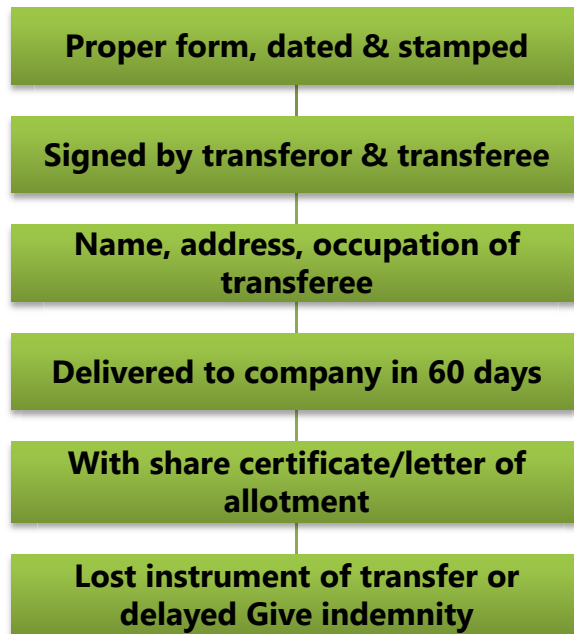 Proper form, dated & stamped
Signed by transferor & transferee
Name, address, occupation of
transferee
Delivered to company in 60 days
With share certificate/letter of
allotment
Lost instrument of transfer or
delayed Give indemnity